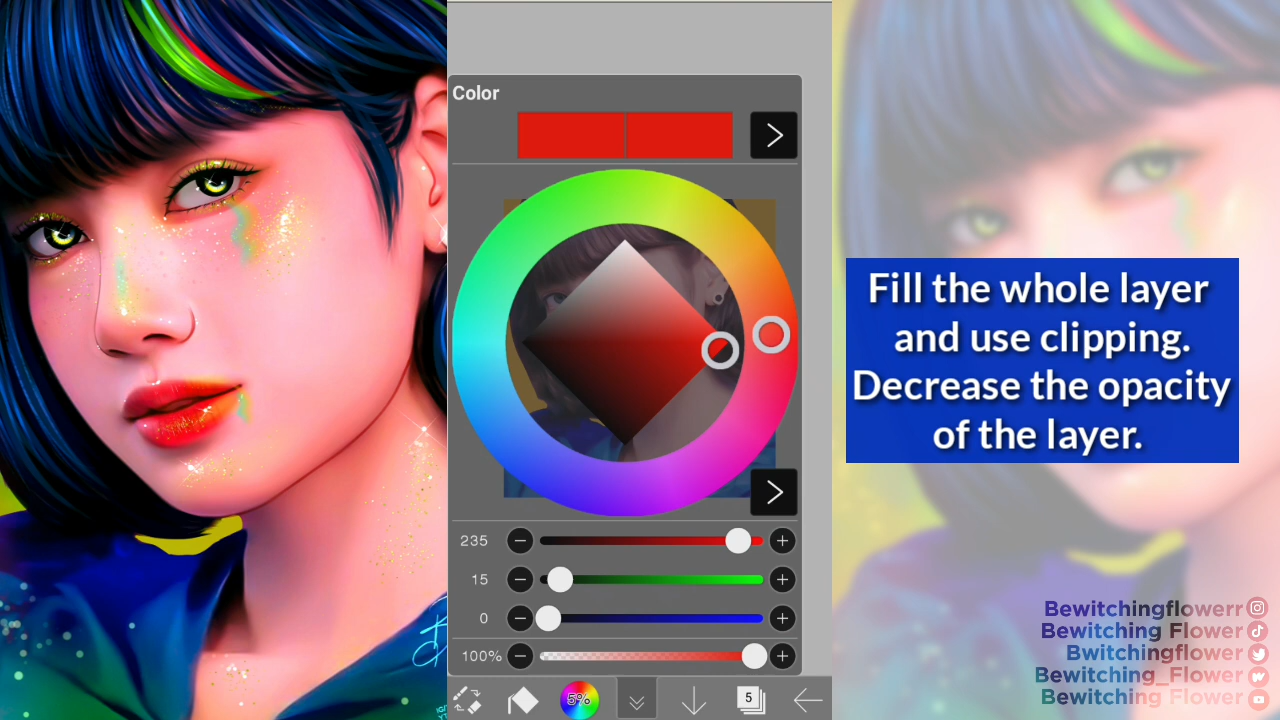 Color
235
15
0
100%
5%
5
Fill the whole layer
and use clipping.
Decrease the opacity
of the layer.
Bewitchingflowerr
Bewitching Flower
Bwitchingflower
Bewitching_Flower
Bewitching Flower